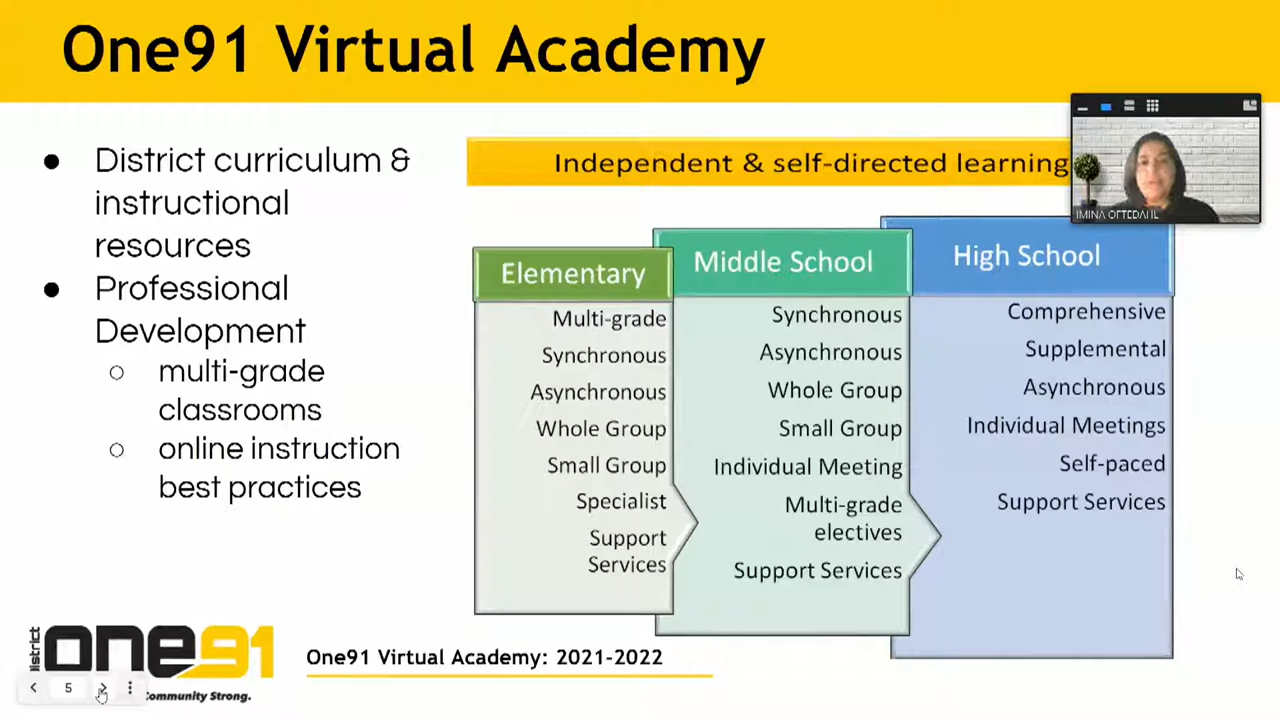 One91 Virtual Academy
● District curriculum &
instructional
resources
● Professional
Development
○ multi-grade
classrooms
○ online instruction
best practices
Independent & self-directed learning
IMINA OFTEDAHL
Elementary
Multi-grade
Synchronous
Asynchronous
Whole Group
Small Group
Specialist
Support
Services
Middle School
Synchronous
Asynchronous
Whole Group
Small Group
Individual Meeting
Multi-grade
electives
Support Services
High School
Comprehensive
Supplemental
Asynchronous
Individual Meetings
Self-paced
Support Services
District
one91
Community Strong.
5
One91 Virtual Academy: 2021-2022